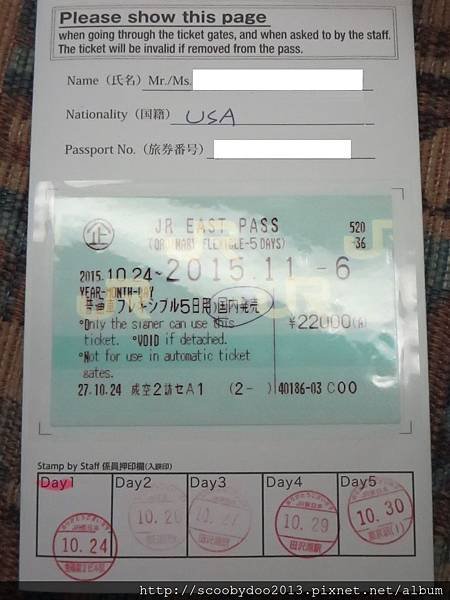 Please show this page
when going through the ticket gates, and when asked to by the staff.
The ticket will be invalid if removed from the pass.
Name（氏名）Mr./Ms.
Nationality（国籍） USA
Passport No.（旅券番号）
企 JR EAST PASS 520
(ORDINARY FLEXIBLE-5 DAYS) -36
2015.10.24~2015.11.-6
YEAR-MONTH-DAY
普通車フレキシブル5日用)国内発売 ¥22000
°Only the signer can use this
ticket. °VOID if detached.
°Not for use in automatic ticket
gates.
27.10.24 成空2請セA1 (2- ) 40186-03 C00
Stamp by Staff 係員押印欄(入鋏印)
Day1 Day2 Day3 Day4 Day5
10.24 10.26 10.27 10.29 10.30
田沢湖駅
http://scoobydoo2013.pixnet.net/album